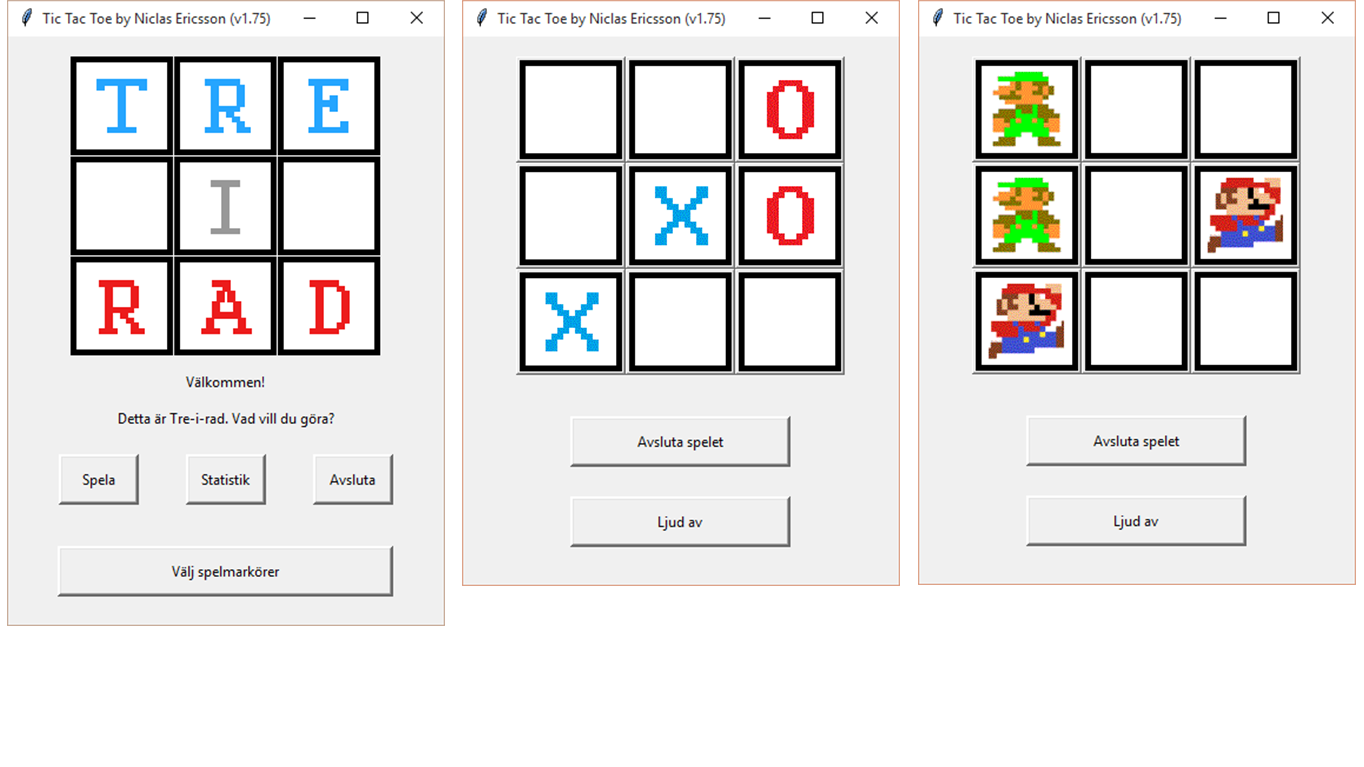 Tic Tac Toe by Niclas Ericsson (v1.75)
T R E
I
R A D
Välkommen!
Detta är Tre-i-rad. Vad vill du göra?
Spela Statistik Avsluta
Välj spelmarkörer
Tic Tac Toe by Niclas Ericsson (v1.75)
O
X O
X
Avsluta spelet
Ljud av
Tic Tac Toe by Niclas Ericsson (v1.75)
Avsluta spelet
Ljud av